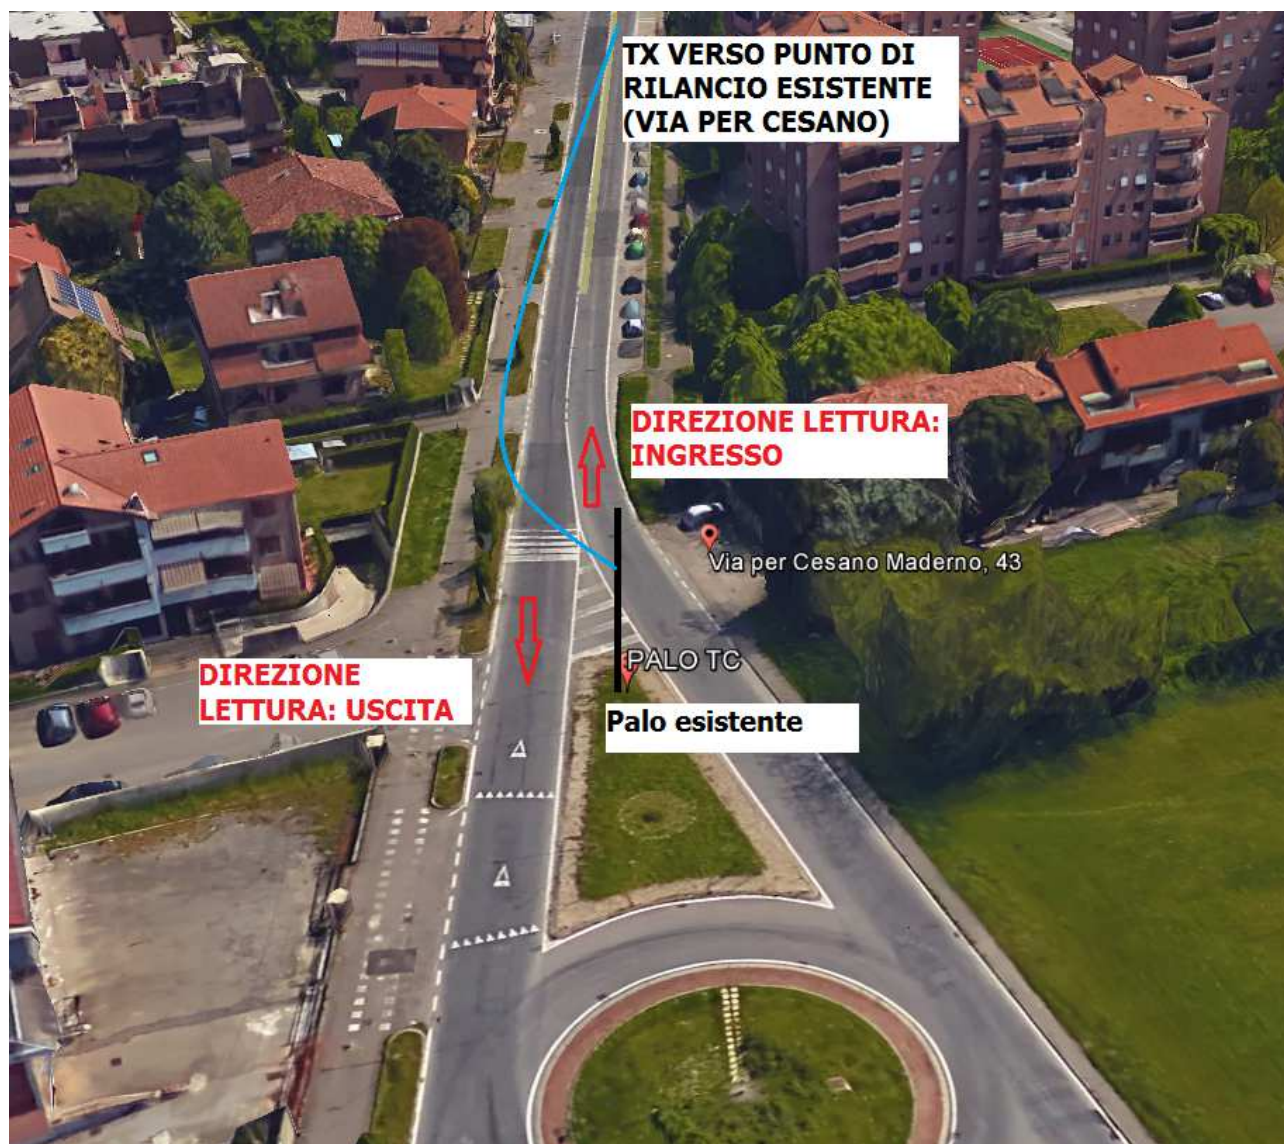 TX VERSO PUNTO DI
RILANCIO ESISTENTE
(VIA PER CESANO)
DIREZIONE LETTURA:
INGRESSO
Via per Cesano Maderno, 43
PALO TC
DIREZIONE
LETTURA: USCITA
Palo esistente